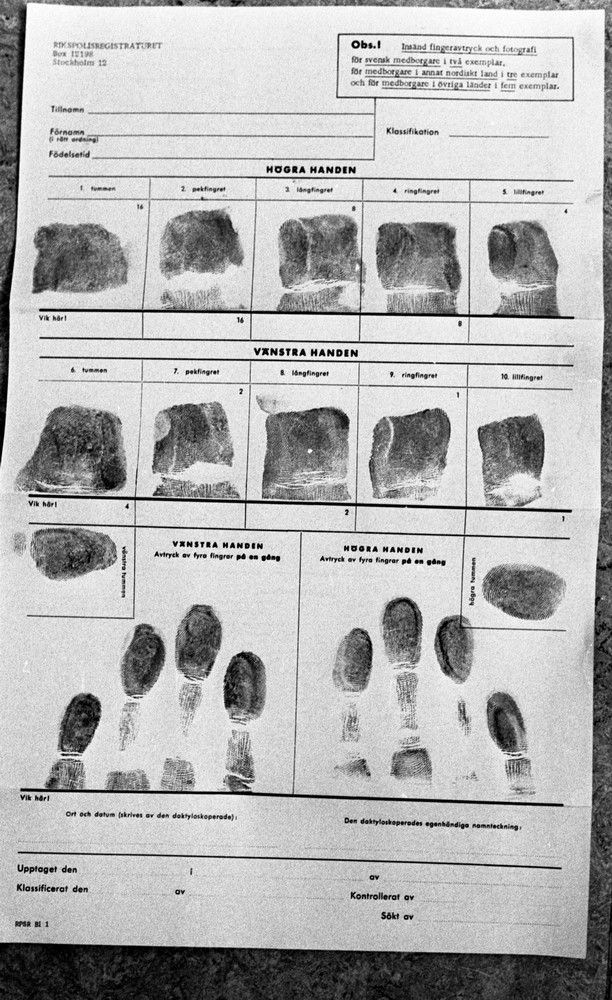 RIKSPOLISREGISTRATURET
Box 12196
Stockholm 12
Obs.! Insänd fingeravtryck och fotografi
för svensk medborgare i två exemplar,
för medborgare i annat nordiskt land i tre exemplar
och för medborgare i övriga länder i fem exemplar.
Tillnamn
Förnamn
(i rätt ordning)
Klassifikation
Födelsetid
HÖGRA HANDEN
1. tummen 2. pekfingret 3. långfingret 4. ringfingret 5. lillfingret
16 8 4
Vik här! 16 8
VÄNSTRA HANDEN
6. tummen 7. pekfingret 8. långfingret 9. ringfingret 10. lillfingret
2 1
Vik här! 4 2 1
vänstra tummen
VÄNSTRA HANDEN
Avtryck av fyra fingrar på en gång
HÖGRA HANDEN
Avtryck av fyra fingrar på en gång
högra tummen
Vik här!
Ort och datum (skrives av den daktyloskoperade):
Den daktyloskoperades egenhändiga namnteckning:
Upptaget den i av
Klassificerat den av Kontrollerat av
Sökt av
RPSR Bl 1